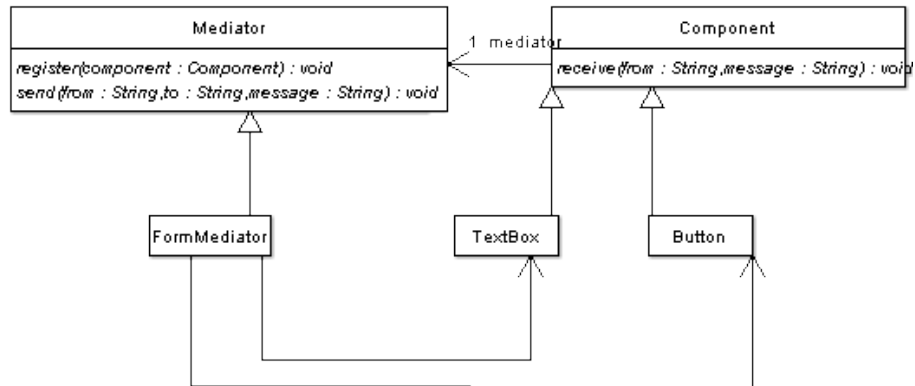 Mediator
register(component : Component) : void
send(from : String,to : String,message : String) : void
1 mediator
Component
receive(from : String,message : String) : void
FormMediator
TextBox
Button